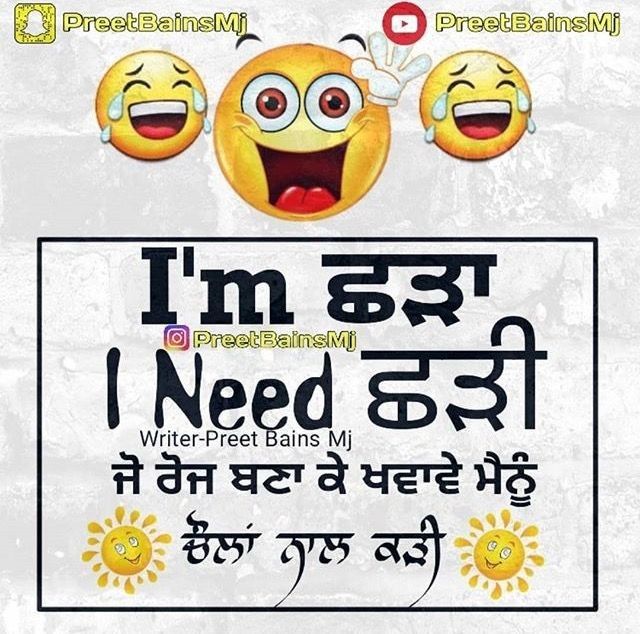 PreetBainsMj
PreetBainsMj
I'm ਛੜਾ
PreetBainsMj
I Need ਛੜੀ
Writer-Preet Bains Mj
ਜੋ ਰੋਜ ਬਣਾ ਕੇ ਖਵਾਵੇ ਮੈਨੂੰ
ਚੌਲਾਂ ਨਾਲ ਕੜੀ